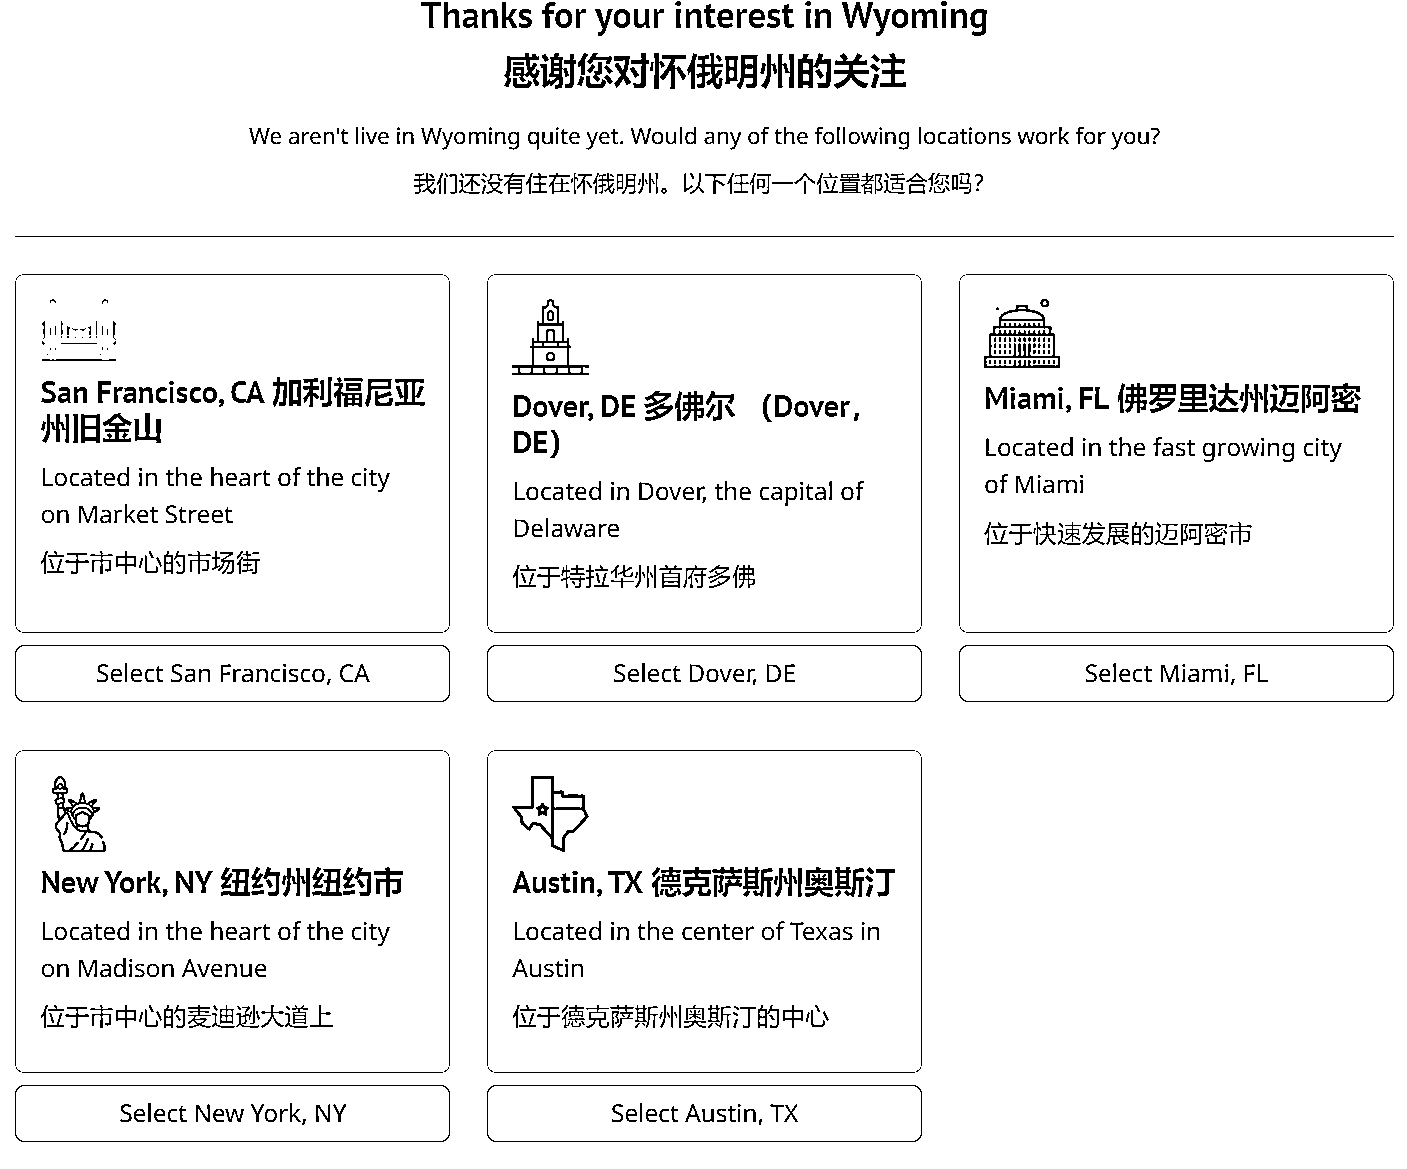 Thanks for your interest in Wyoming
感谢您对怀俄明州的关注
We aren't live in Wyoming quite yet. Would any of the following locations work for you?
我们还没有住在怀俄明州。以下任何一个位置都适合您吗?
San Francisco, CA 加利福尼亚
州旧金山
Located in the heart of the city
on Market Street
位于市中心的市场街
Select San Francisco, CA
Dover, DE 多佛尔 （Dover,
DE)
Located in Dover, the capital of
Delaware
位于特拉华州首府多佛
Select Dover, DE
Miami, FL 佛罗里达州迈阿密
Located in the fast growing city
of Miami
位于快速发展的迈阿密市
Select Miami, FL
New York, NY 纽约州纽约市
Located in the heart of the city
on Madison Avenue
位于市中心的麦迪逊大道上
Select New York, NY
Austin, TX 德克萨斯州奥斯汀
Located in the center of Texas in
Austin
位于德克萨斯州奥斯汀的中心
Select Austin, TX